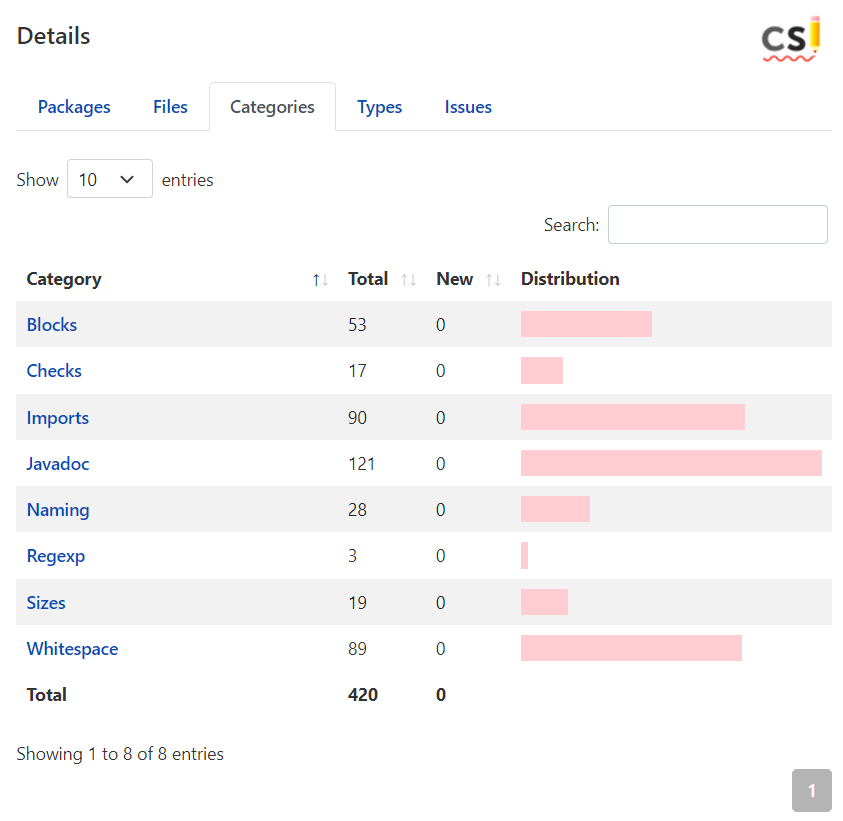 Details
CS
Packages Files Categories Types Issues
Show 10 entries
Search:
Category ↑↓ Total ↑↓ New ↑↓ Distribution
Blocks 53 0
Checks 17 0
Imports 90 0
Javadoc 121 0
Naming 28 0
Regexp 3 0
Sizes 19 0
Whitespace 89 0
Total 420 0
Showing 1 to 8 of 8 entries
1